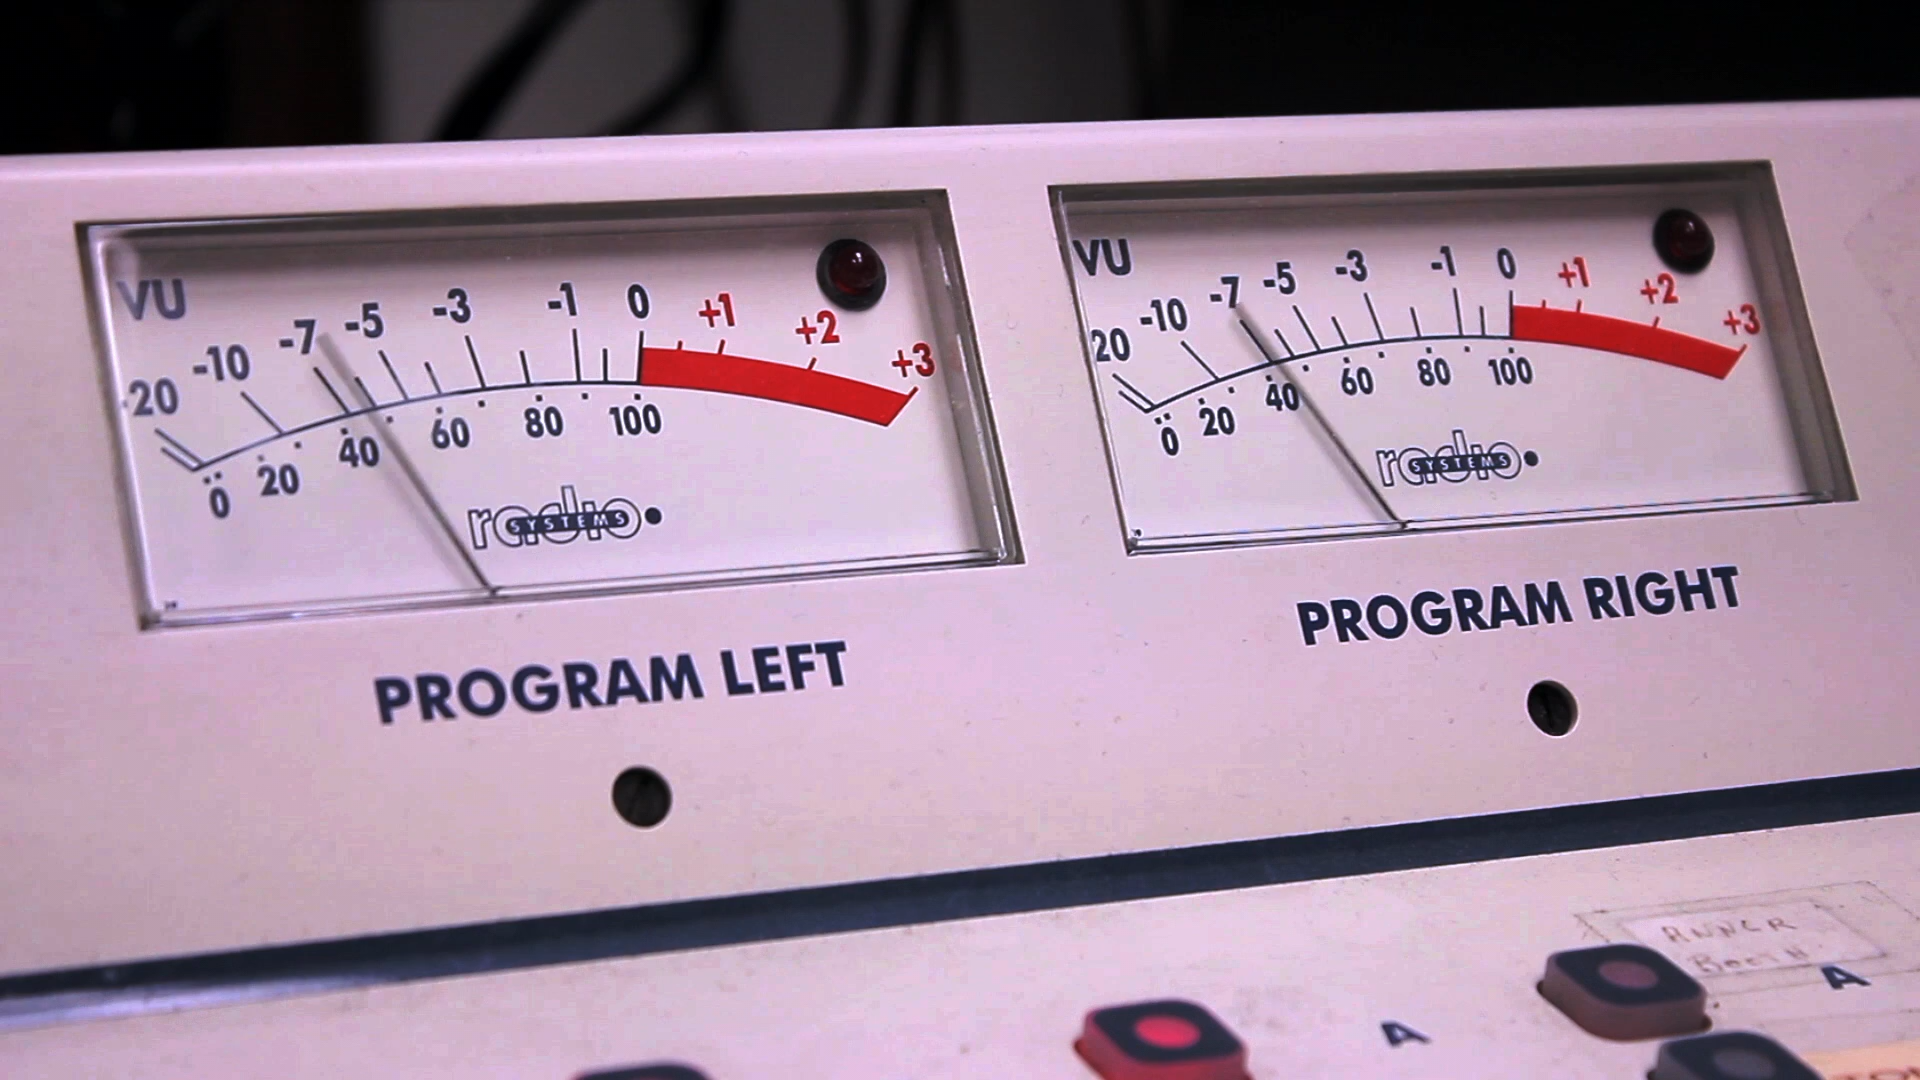 VU
-20 -10 -7 -5 -3 -1 0 +1 +2 +3
0 20 40 60 80 100
radio
SYSTEMS
PROGRAM LEFT
VU
20 -10 -7 -5 -3 -1 0 +1 +2 +3
0 20 40 60 80 100
radio
SYSTEMS
PROGRAM RIGHT
ANNCR
BOOTH
A
A